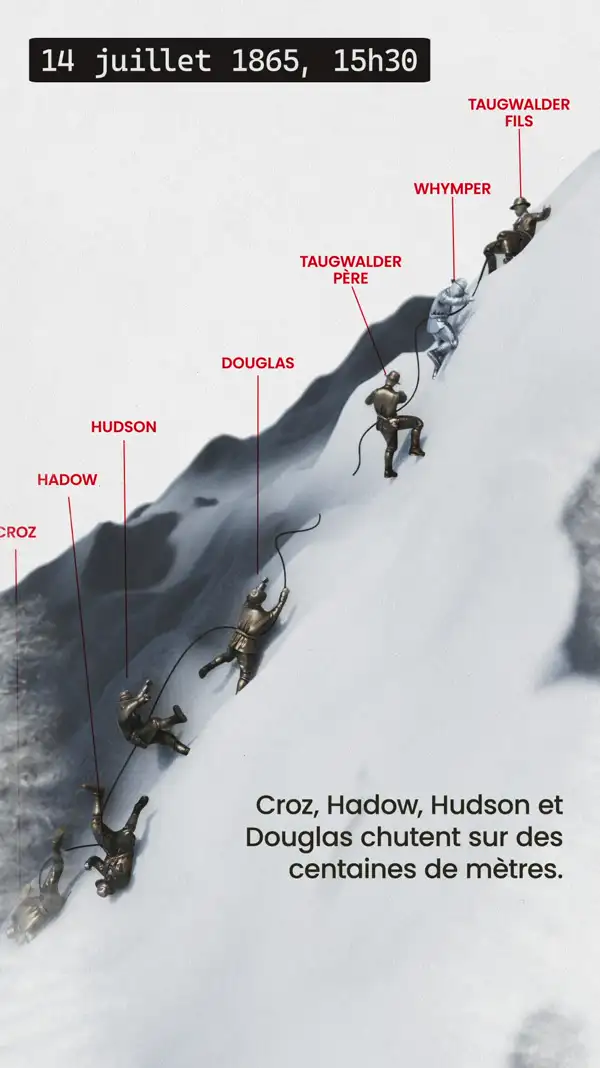 14 juillet 1865, 15h30
TAUGWALDER
FILS
WHYMPER
TAUGWALDER
PÈRE
DOUGLAS
HUDSON
HADOW
CROZ
Croz, Hadow, Hudson et
Douglas chutent sur des
centaines de mètres.